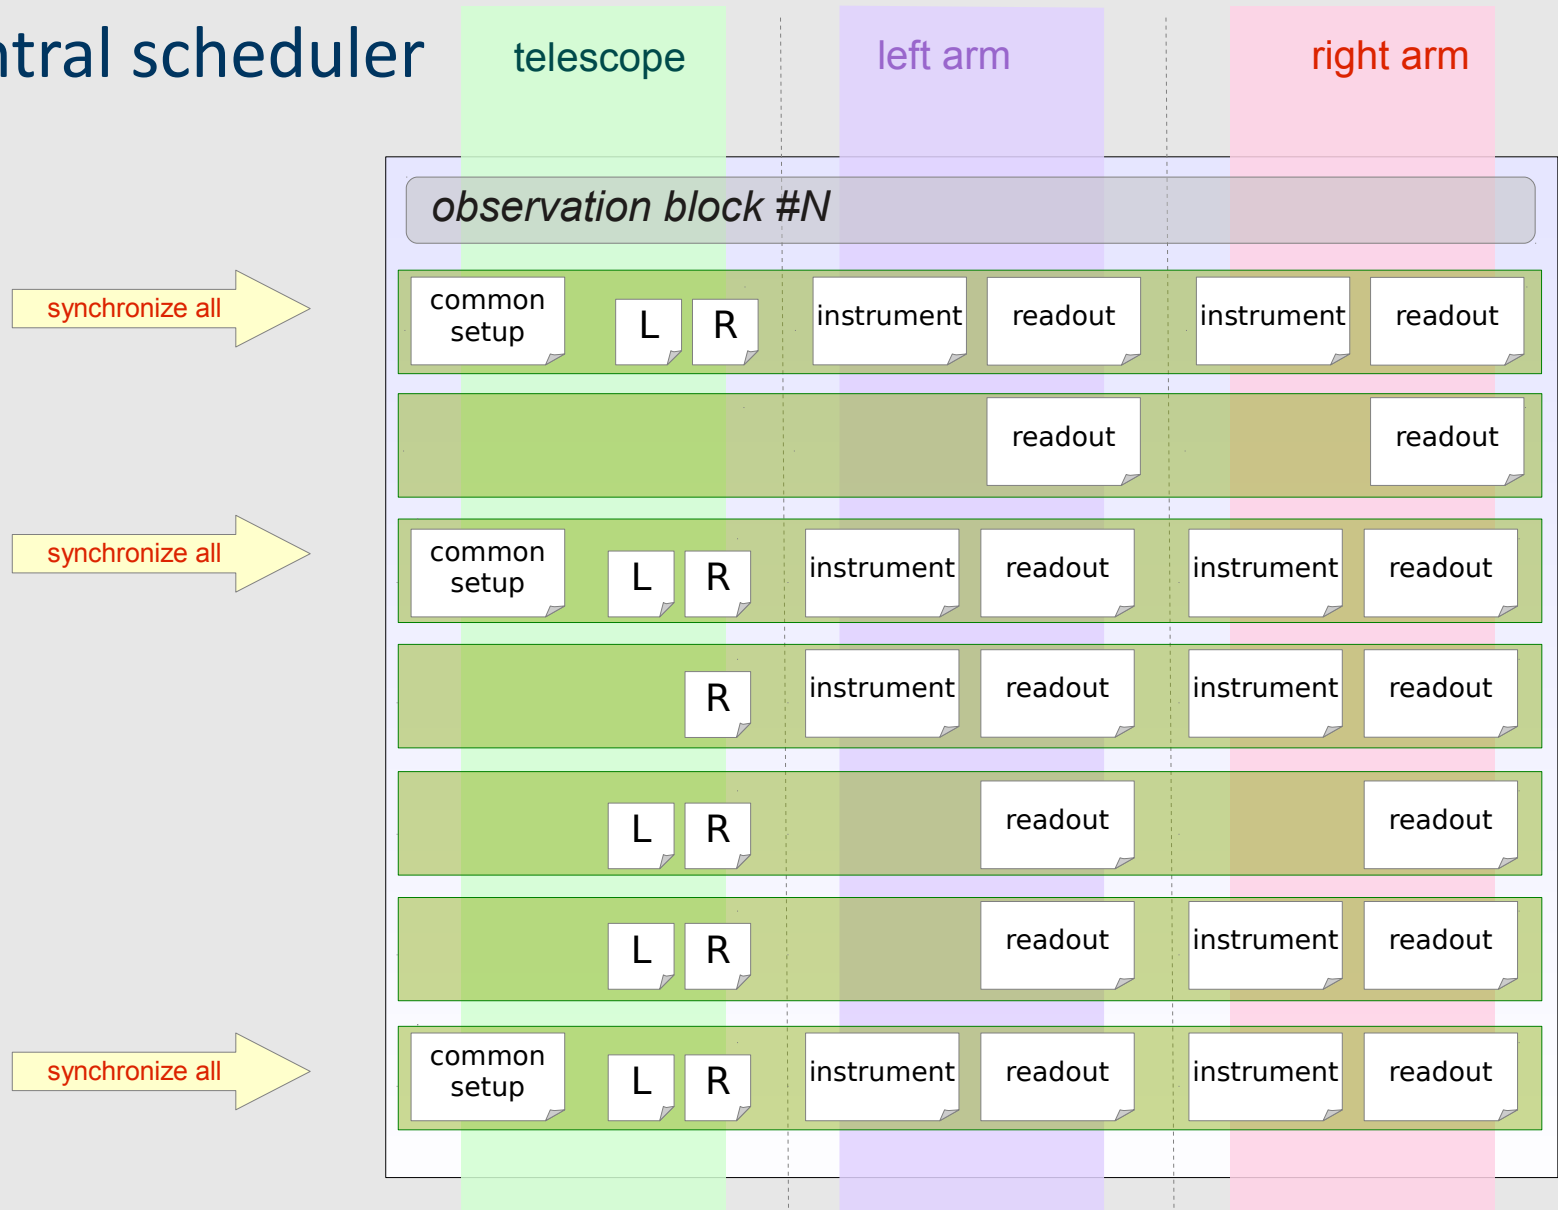 ntral scheduler
telescope
left arm
right arm
observation block #N
synchronize all
common
setup
L
R
instrument
readout
instrument
readout
readout
readout
synchronize all
common
setup
L
R
instrument
readout
instrument
readout
R
instrument
readout
instrument
readout
L
R
readout
readout
L
R
readout
instrument
readout
synchronize all
common
setup
L
R
instrument
readout
instrument
readout